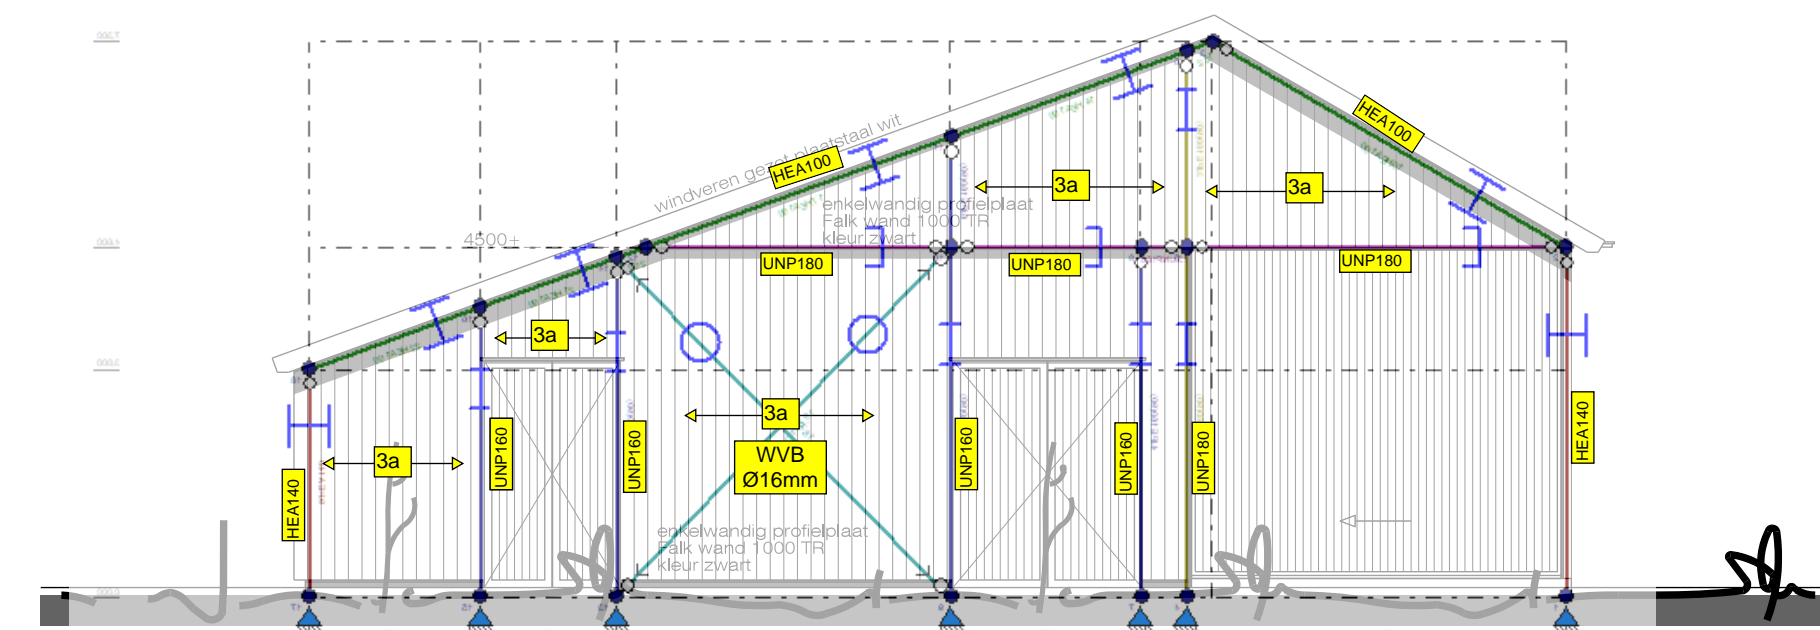 windveren gezet plaatstaal wit
HEA100
HEA100
3a
3a
enkelwandig profielplaat
Falk wand 1000 TR
kleur zwart
4500+
UNP180
UNP180
UNP180
3a
3a
3a
WVB
Ø16mm
HEA140
UNP160
UNP160
UNP160
UNP160
UNP180
HEA140
enkelwandig profielplaat
Falk wand 1000 TR
kleur zwart